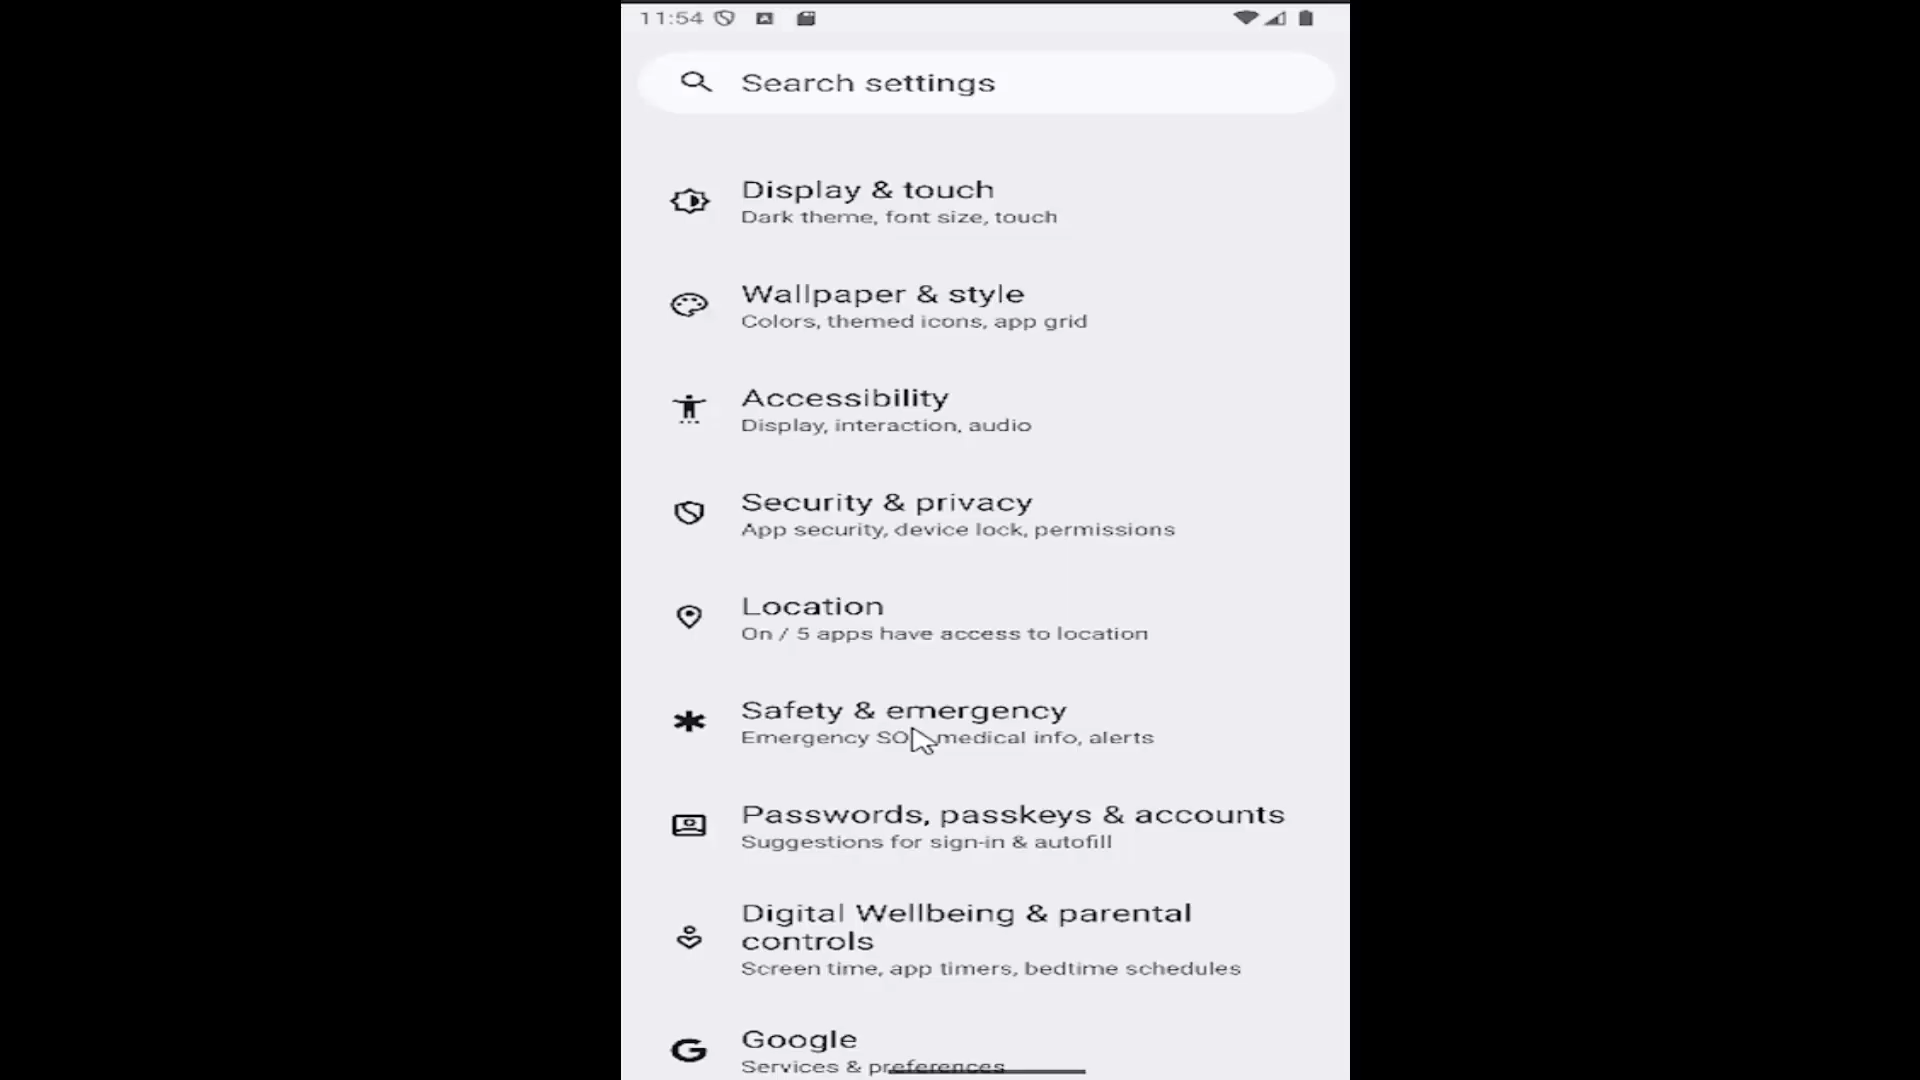 11:54
Search settings
Display & touch
Dark theme, font size, touch
Wallpaper & style
Colors, themed icons, app grid
Accessibility
Display, interaction, audio
Security & privacy
App security, device lock, permissions
Location
On / 5 apps have access to location
Safety & emergency
Emergency SO medical info, alerts
Passwords, passkeys & accounts
Suggestions for sign-in & autofill
Digital Wellbeing & parental
controls
Screen time, app timers, bedtime schedules
Google
Services & preferences